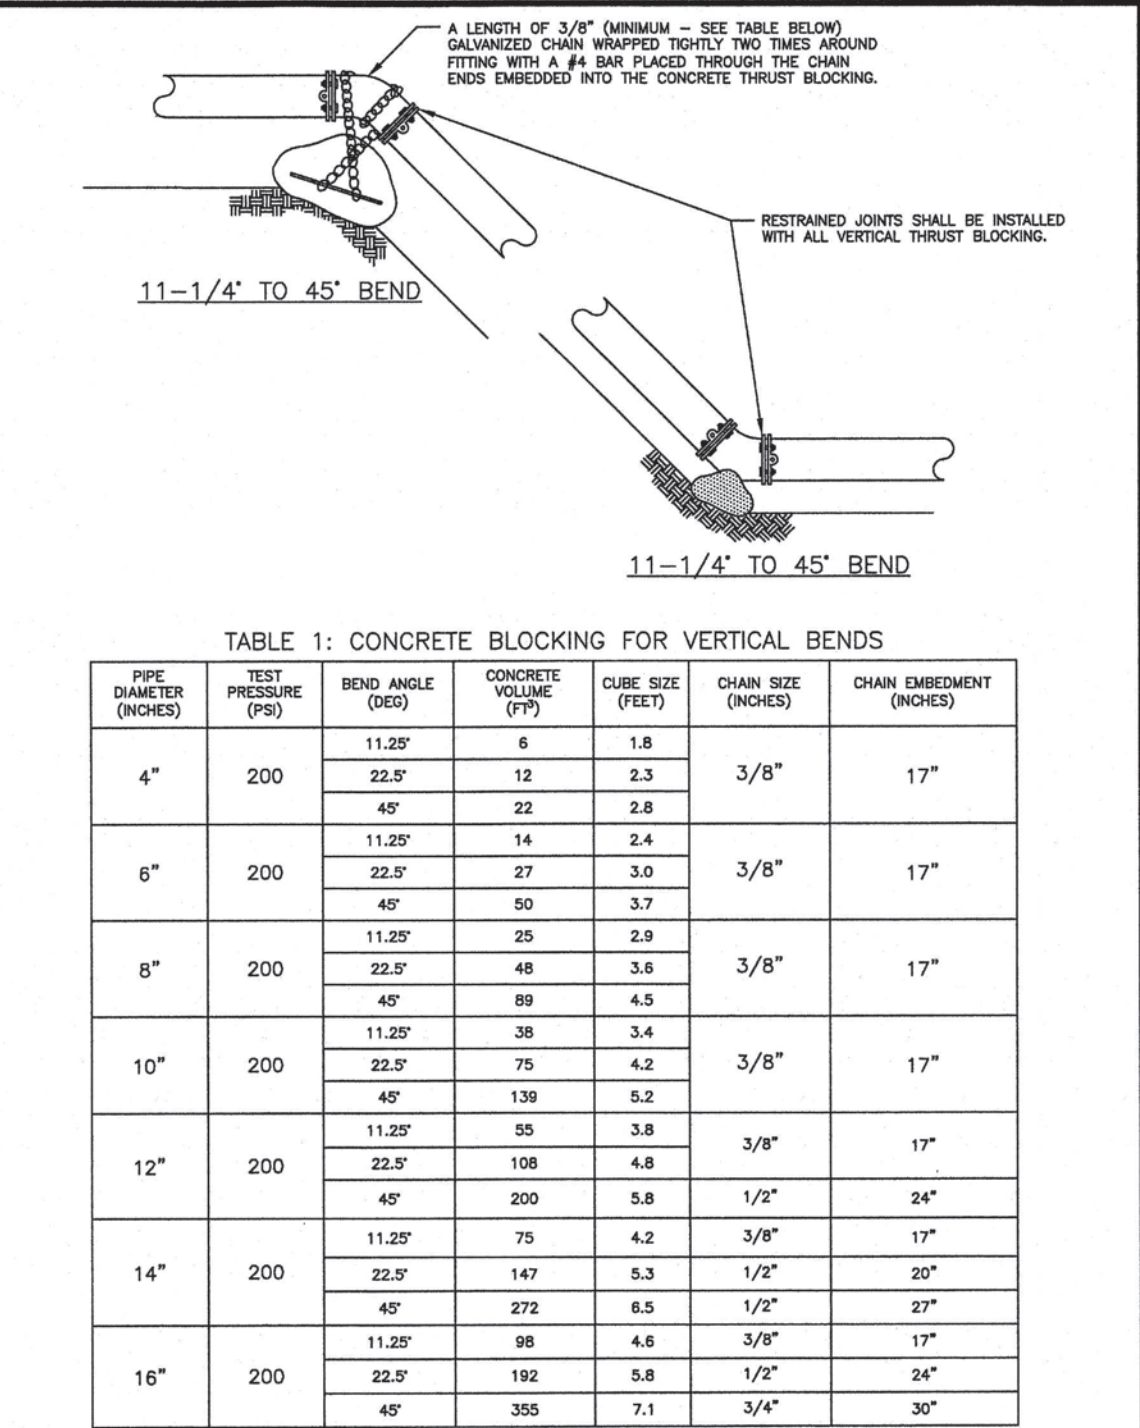 A LENGTH OF 3/8" (MINIMUM – SEE TABLE BELOW)
GALVANIZED CHAIN WRAPPED TIGHTLY TWO TIMES AROUND
FITTING WITH A #4 BAR PLACED THROUGH THE CHAIN
ENDS EMBEDDED INTO THE CONCRETE THRUST BLOCKING.
RESTRAINED JOINTS SHALL BE INSTALLED
WITH ALL VERTICAL THRUST BLOCKING.
11-1/4° TO 45° BEND
11-1/4° TO 45° BEND
TABLE 1: CONCRETE BLOCKING FOR VERTICAL BENDS
PIPE DIAMETER (INCHES) TEST PRESSURE (PSI) BEND ANGLE (DEG) CONCRETE VOLUME (FT³) CUBE SIZE (FEET) CHAIN SIZE (INCHES) CHAIN EMBEDMENT (INCHES)
11.25° 6 1.8
4" 200 22.5° 12 2.3 3/8" 17"
45° 22 2.8
11.25° 14 2.4
6" 200 22.5° 27 3.0 3/8" 17"
45° 50 3.7
11.25° 25 2.9
8" 200 22.5° 48 3.6 3/8" 17"
45° 89 4.5
11.25° 38 3.4
10" 200 22.5° 75 4.2 3/8" 17"
45° 139 5.2
11.25° 55 3.8 3/8" 17"
12" 200 22.5° 108 4.8
45° 200 5.8 1/2" 24"
11.25° 75 4.2 3/8" 17"
14" 200 22.5° 147 5.3 1/2" 20"
45° 272 6.5 1/2" 27"
11.25° 98 4.6 3/8" 17"
16" 200 22.5° 192 5.8 1/2" 24"
45° 355 7.1 3/4" 30"